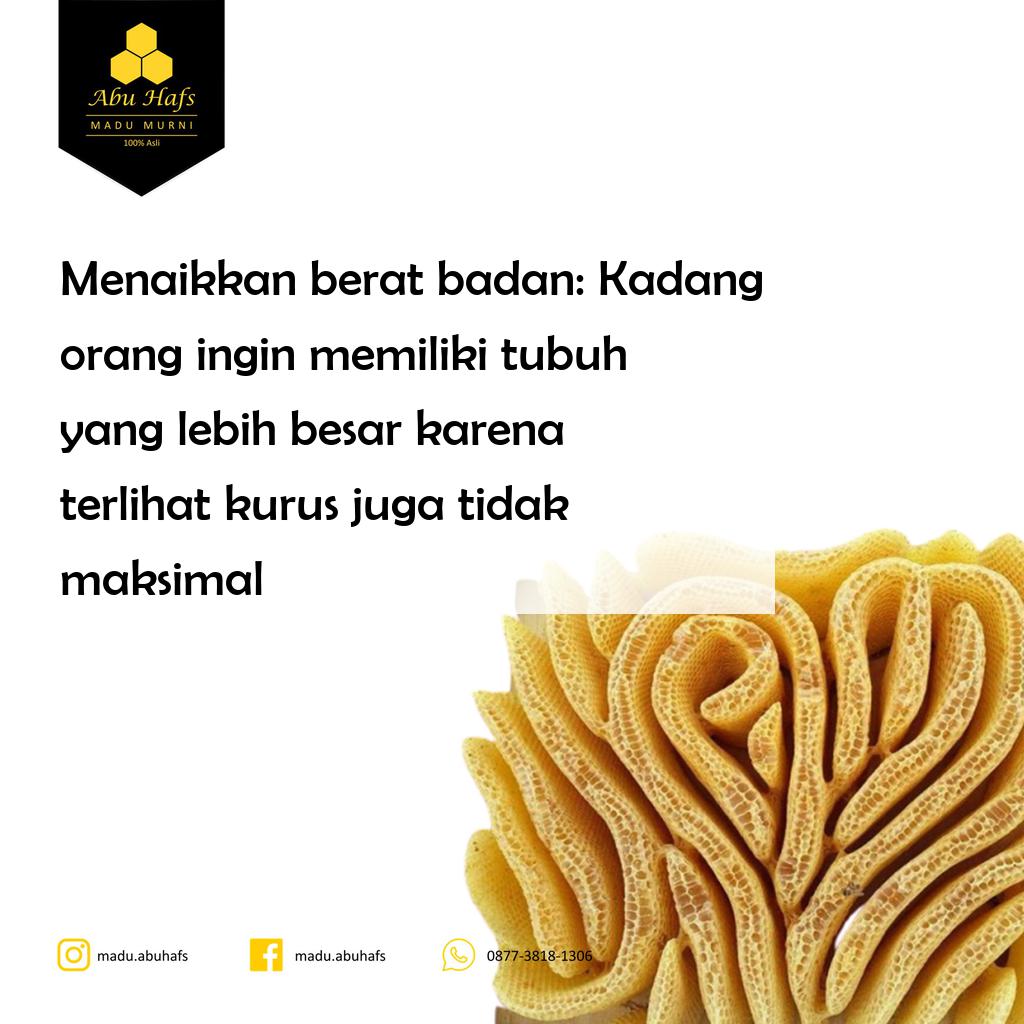 Abu Hafs
MADU MURNI
100% Asli
Menaikkan berat badan: Kadang
orang ingin memiliki tubuh
yang lebih besar karena
terlihat kurus juga tidak
maksimal
madu.abuhafs
madu.abuhafs
0877-3818-1306